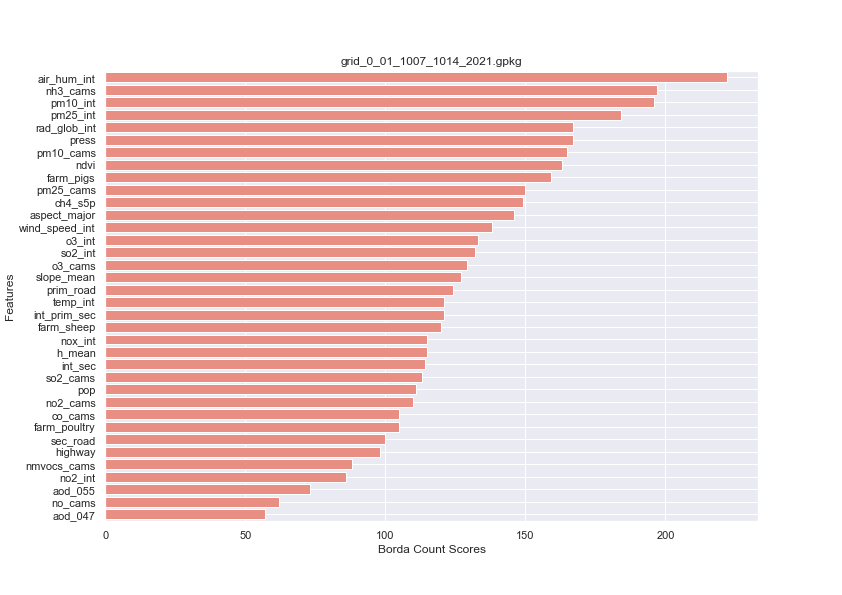 grid_0_01_1007_1014_2021.gpkg
air_hum_int
nh3_cams
pm10_int
pm25_int
rad_glob_int
press
pm10_cams
ndvi
farm_pigs
pm25_cams
ch4_s5p
aspect_major
wind_speed_int
o3_int
so2_int
o3_cams
slope_mean
prim_road
temp_int
int_prim_sec
farm_sheep
nox_int
h_mean
int_sec
so2_cams
pop
no2_cams
co_cams
farm_poultry
sec_road
highway
nmvocs_cams
no2_int
aod_055
no_cams
aod_047
Features
0 50 100 150 200
Borda Count Scores